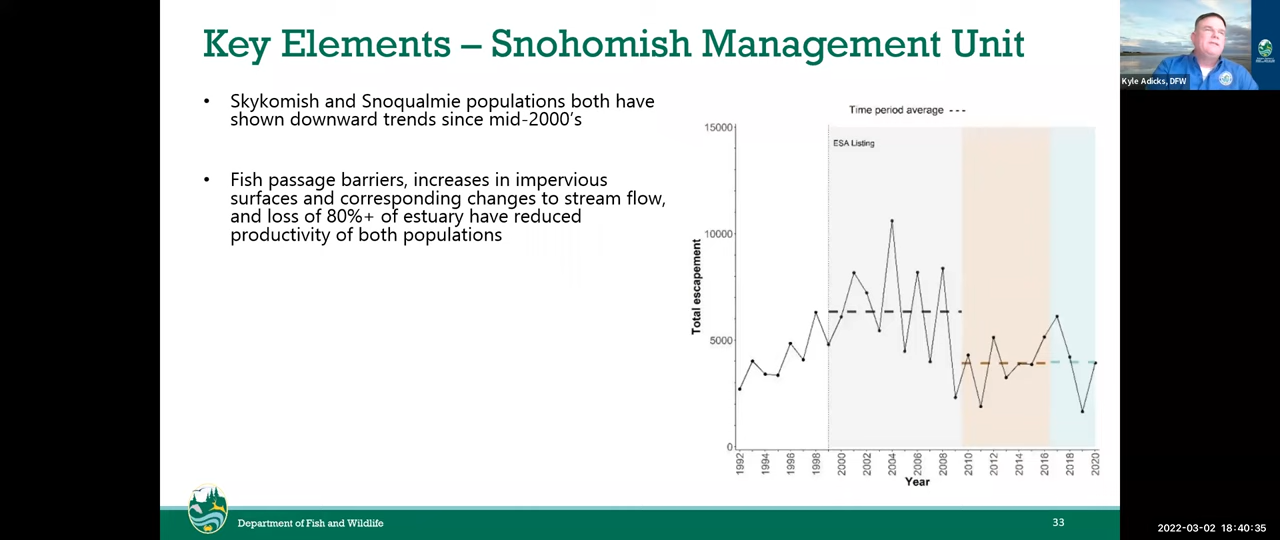 Key Elements – Snohomish Management Unit
• Skykomish and Snoqualmie populations both have
shown downward trends since mid-2000's
• Fish passage barriers, increases in impervious
surfaces and corresponding changes to stream flow,
and loss of 80%+ of estuary have reduced
productivity of both populations
Time period average
15000
10000
5000
0
ESA Listing
Total escapement
1992
1994
1996
1998
2000
2002
2004
2006
2008
2010
2012
2014
2016
2018
2020
Year
Department of Fish and Wildlife
33
Kyle Adicks, DFW
2022-03-02 18:40:35